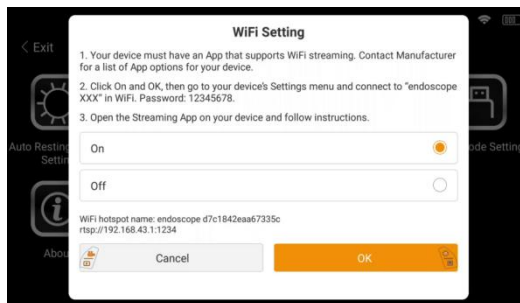 WiFi Setting
< Exit
1. Your device must have an App that supports WiFi streaming. Contact Manufacturer
for a list of App options for your device.
2. Click On and OK, then go to your device's Settings menu and connect to "endoscope
XXX" in WiFi. Password: 12345678.
3. Open the Streaming App on your device and follow instructions.
On
Auto Resting
Settin
ode Setting
Off
WiFi hotspot name: endoscope d7c1842eaa67335c
rtsp://192.168.43.1:1234
Abou
Cancel
OK